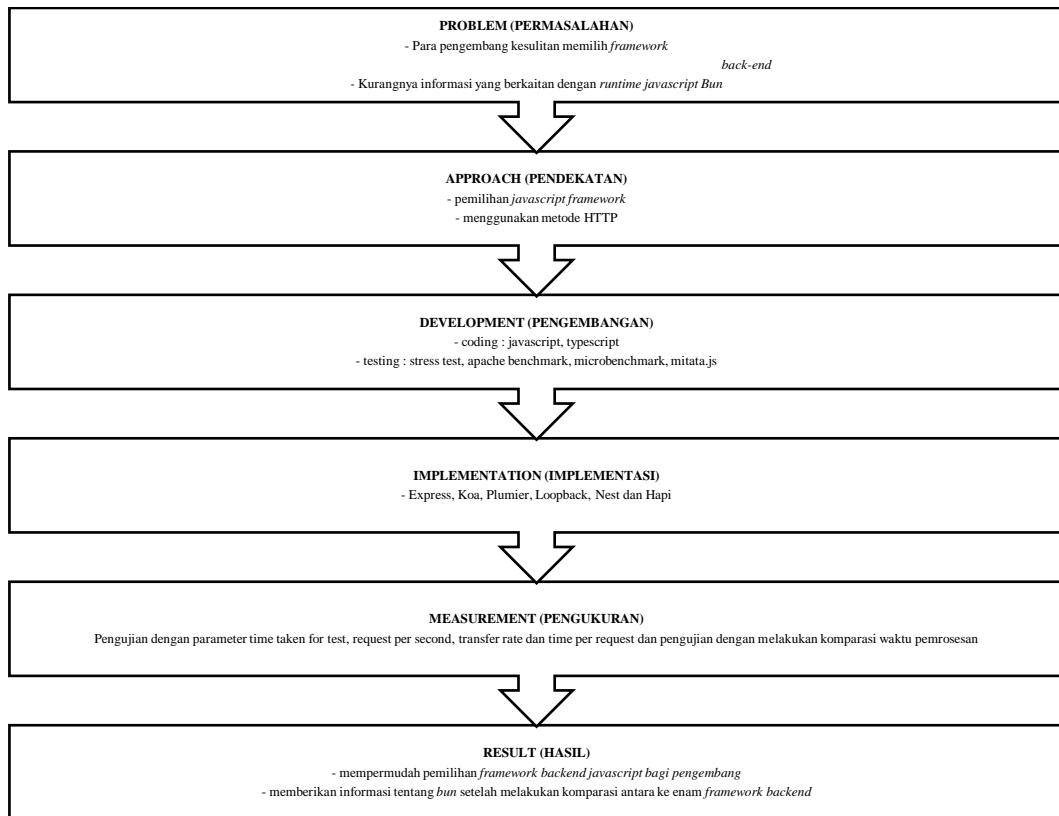 PROBLEM (PERMASALAHAN)
- Para pengembang kesulitan memilih framework
back-end
- Kurangnya informasi yang berkaitan dengan runtime javascript Bun
APPROACH (PENDEKATAN)
- pemilihan javascript framework
- menggunakan metode HTTP
DEVELOPMENT (PENGEMBANGAN)
- coding : javascript, typescript
- testing : stress test, apache benchmark, microbenchmark, mitata.js
IMPLEMENTATION (IMPLEMENTASI)
- Express, Koa, Plumier, Loopback, Nest dan Hapi
MEASUREMENT (PENGUKURAN)
Pengujian dengan parameter time taken for test, request per second, transfer rate dan time per request dan pengujian dengan melakukan komparasi waktu pemrosesan
RESULT (HASIL)
- mempermudah pemilihan framework backend javascript bagi pengembang
- memberikan informasi tentang bun setelah melakukan komparasi antara ke enam framework backend